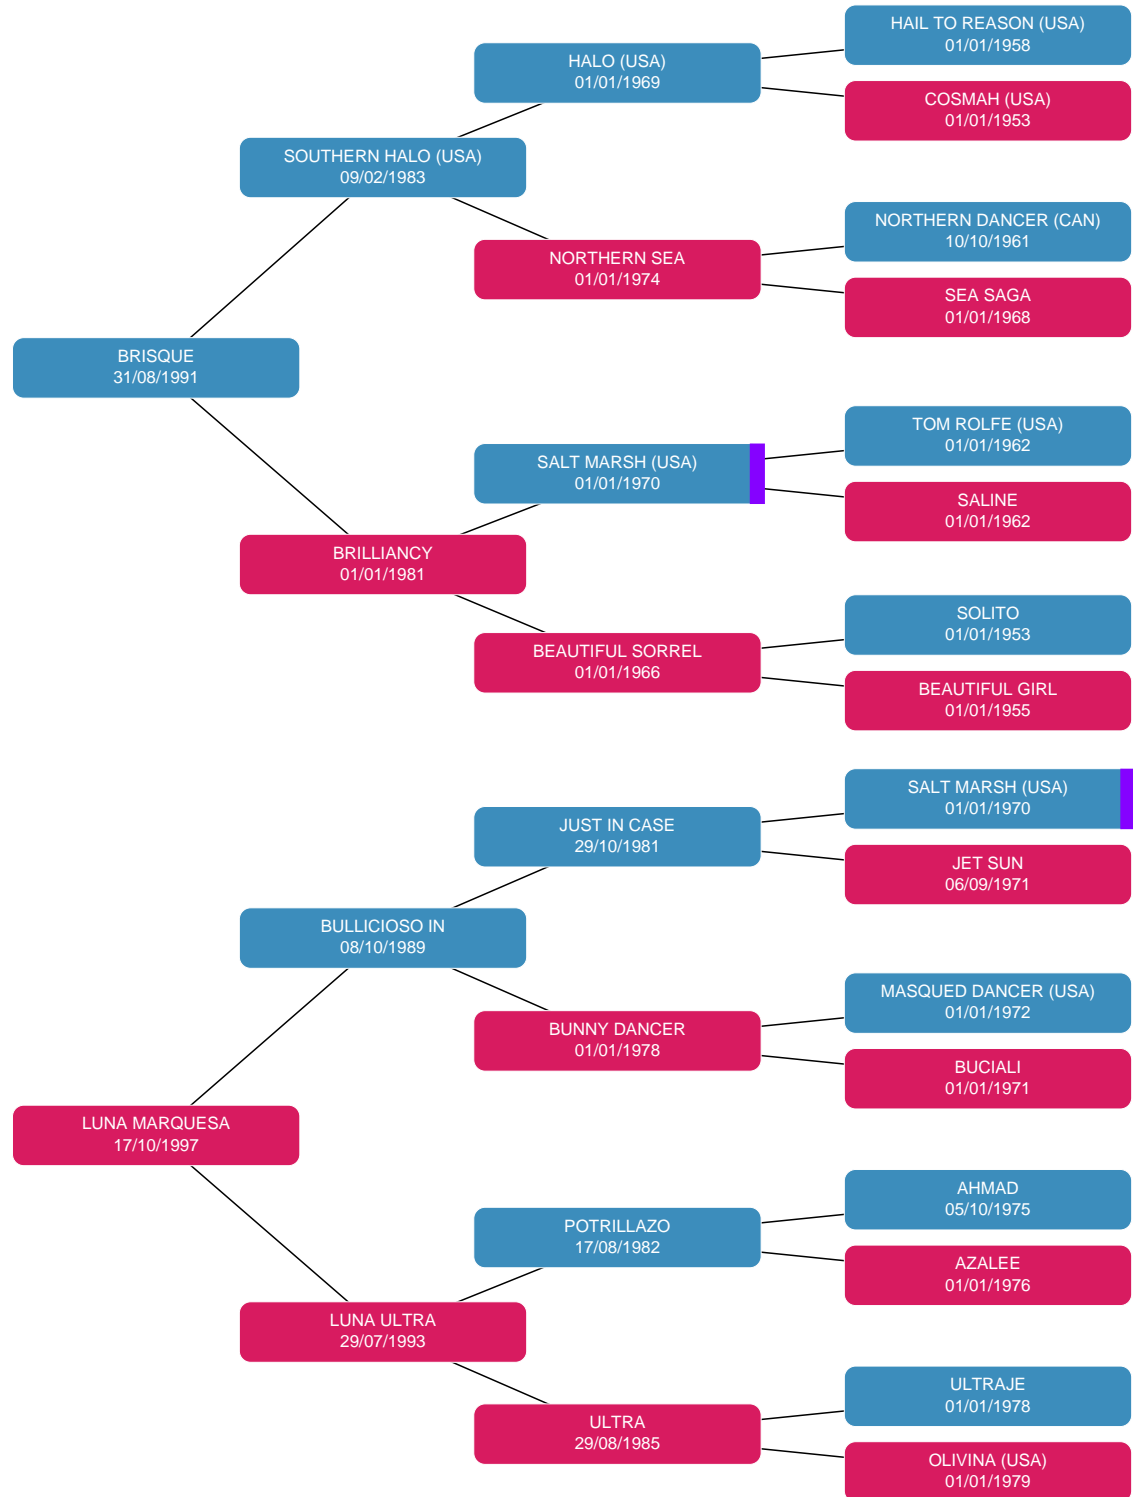 HAIL TO REASON (USA)
01/01/1958
HALO (USA)
01/01/1969
COSMAH (USA)
01/01/1953
SOUTHERN HALO (USA)
09/02/1983
NORTHERN DANCER (CAN)
10/10/1961
NORTHERN SEA
01/01/1974
SEA SAGA
01/01/1968
BRISQUE
31/08/1991
TOM ROLFE (USA)
01/01/1962
SALT MARSH (USA)
01/01/1970
SALINE
01/01/1962
BRILLIANCY
01/01/1981
SOLITO
01/01/1953
BEAUTIFUL SORREL
01/01/1966
BEAUTIFUL GIRL
01/01/1955
SALT MARSH (USA)
01/01/1970
JUST IN CASE
29/10/1981
JET SUN
06/09/1971
BULLICIOSO IN
08/10/1989
MASQUED DANCER (USA)
01/01/1972
BUNNY DANCER
01/01/1978
BUCIALI
01/01/1971
LUNA MARQUESA
17/10/1997
AHMAD
05/10/1975
POTRILLAZO
17/08/1982
AZALEE
01/01/1976
LUNA ULTRA
29/07/1993
ULTRAJE
01/01/1978
ULTRA
29/08/1985
OLIVINA (USA)
01/01/1979